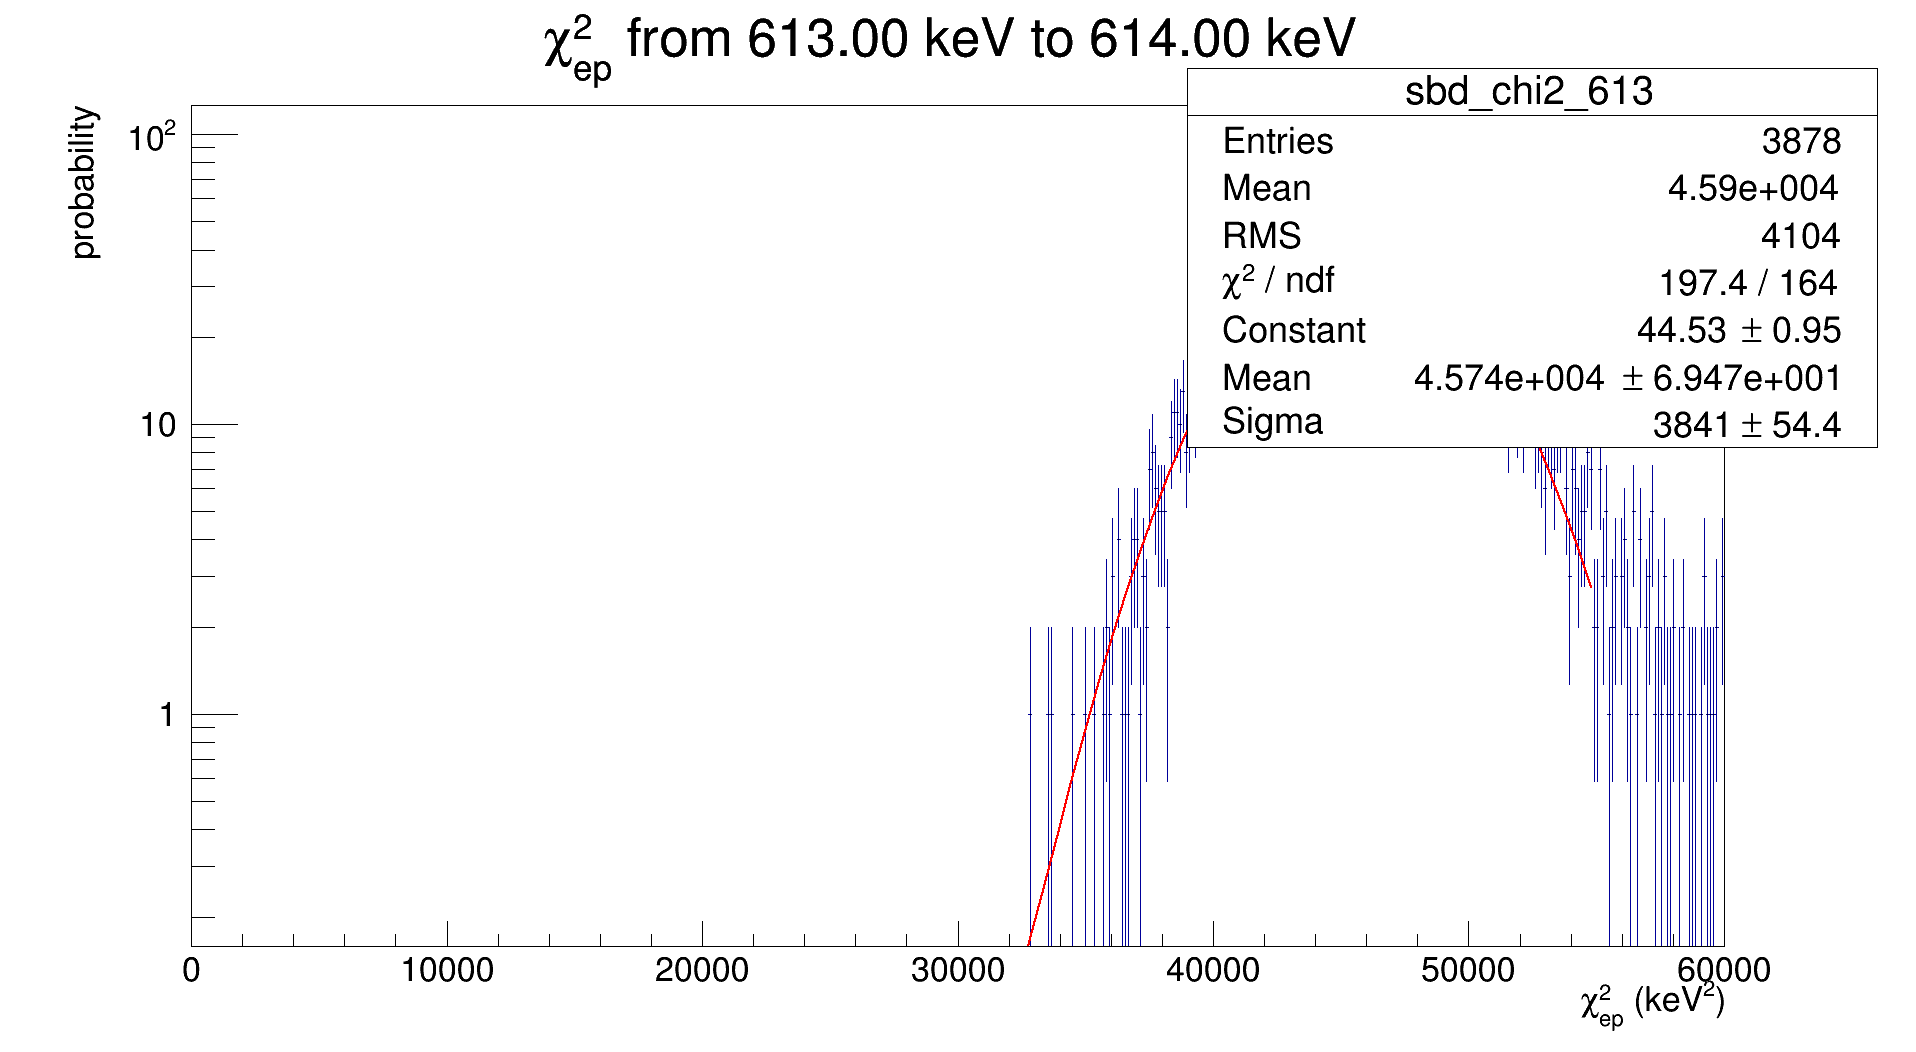 χ²ep from 613.00 keV to 614.00 keV
sbd_chi2_613
Entries 3878
Mean 4.59e+004
RMS 4104
χ² / ndf 197.4 / 164
Constant 44.53 ± 0.95
Mean 4.574e+004 ± 6.947e+001
Sigma 3841 ± 54.4
probability
10²
10
1
0 10000 20000 30000 40000 50000 60000
χ²ep (keV²)